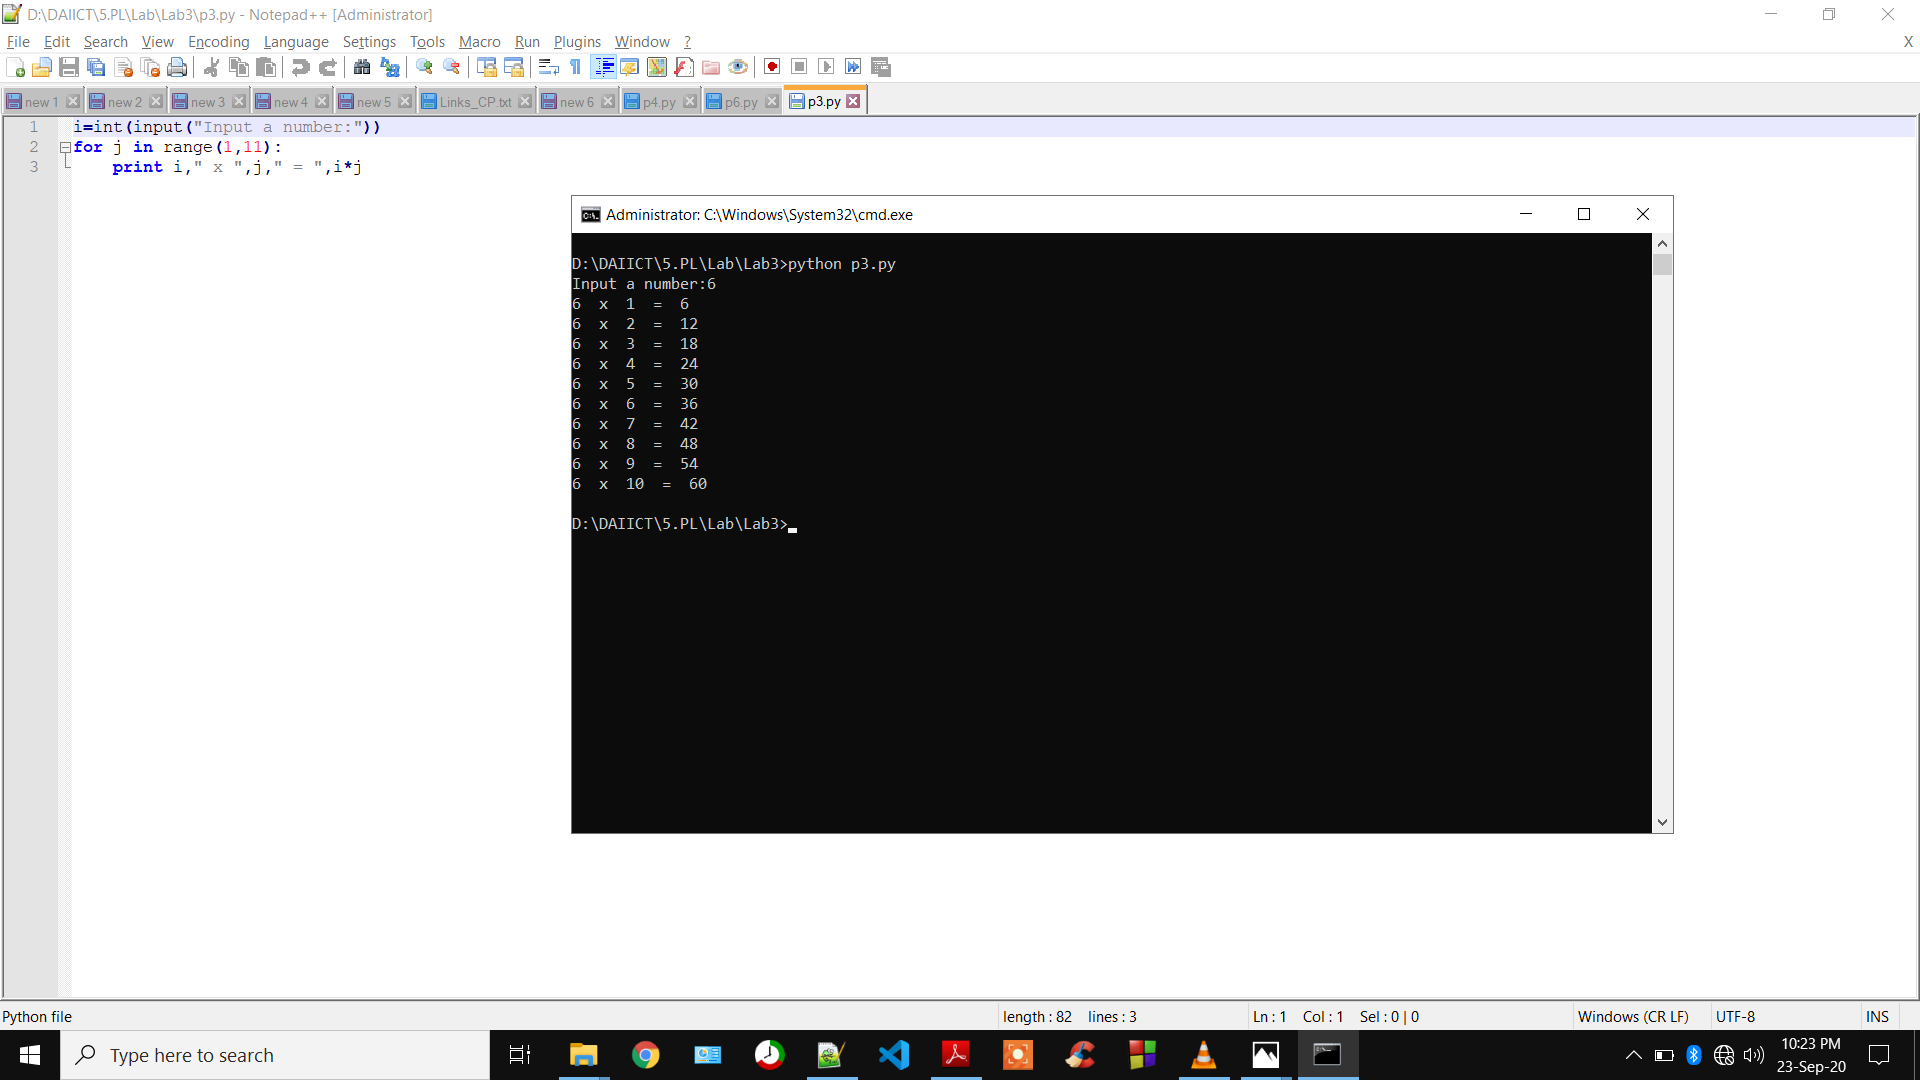 D:\DAIICT\5.PL\Lab\Lab3\p3.py - Notepad++ [Administrator]
File Edit Search View Encoding Language Settings Tools Macro Run Plugins Window ? X
new 1 new 2 new 3 new 4 new 5 Links_CP.txt new 6 p4.py p6.py p3.py
1 i=int(input("Input a number:"))
2 for j in range(1,11):
3 print i," x ",j," = ",i*j
Administrator: C:\Windows\System32\cmd.exe
D:\DAIICT\5.PL\Lab\Lab3>python p3.py
Input a number:6
6  x  1  =  6
6  x  2  =  12
6  x  3  =  18
6  x  4  =  24
6  x  5  =  30
6  x  6  =  36
6  x  7  =  42
6  x  8  =  48
6  x  9  =  54
6  x  10  =  60
D:\DAIICT\5.PL\Lab\Lab3>
Python file length : 82 lines : 3 Ln : 1 Col : 1 Sel : 0 | 0 Windows (CR LF) UTF-8 INS
Type here to search
10:23 PM
23-Sep-20